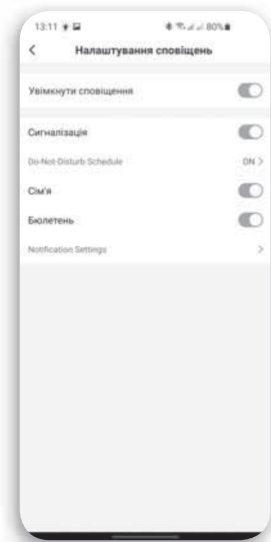 13:11 80%
Налаштування сповіщень
Увімкнути сповіщення
Сигналізація
Do-Not-Disturb Schedule ON >
Сім'я
Бюлетень
Notification Settings >